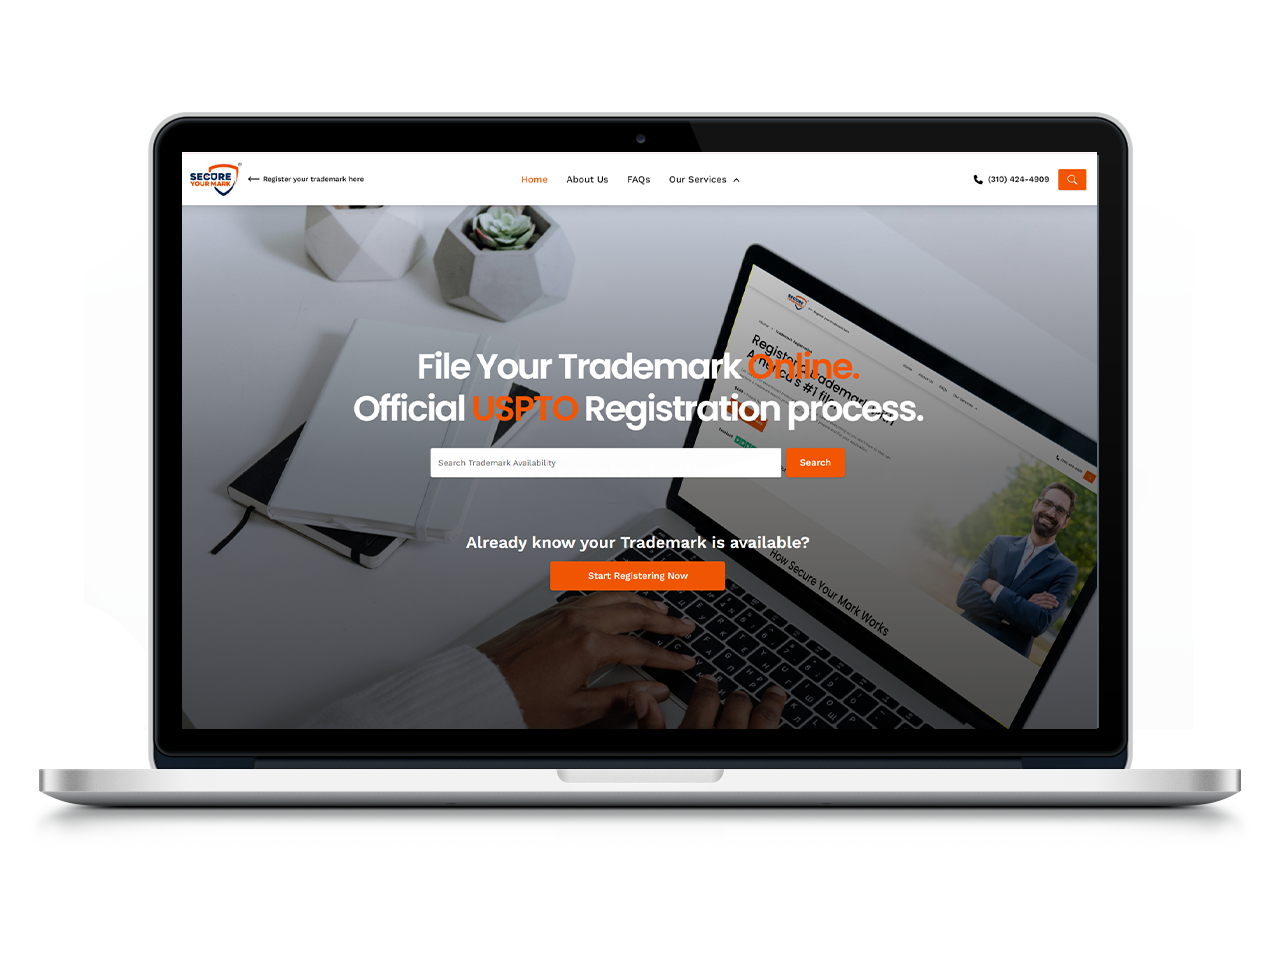 SECURE
YOUR MARK
Register your trademark here
Home
About Us
FAQs
Our Services
(310) 424-4909
File Your Trademark Online.
Official USPTO Registration process.
Search Trademark Availability
Search
Already know your Trademark is available?
Start Registering Now
How Secure Your Mark Works